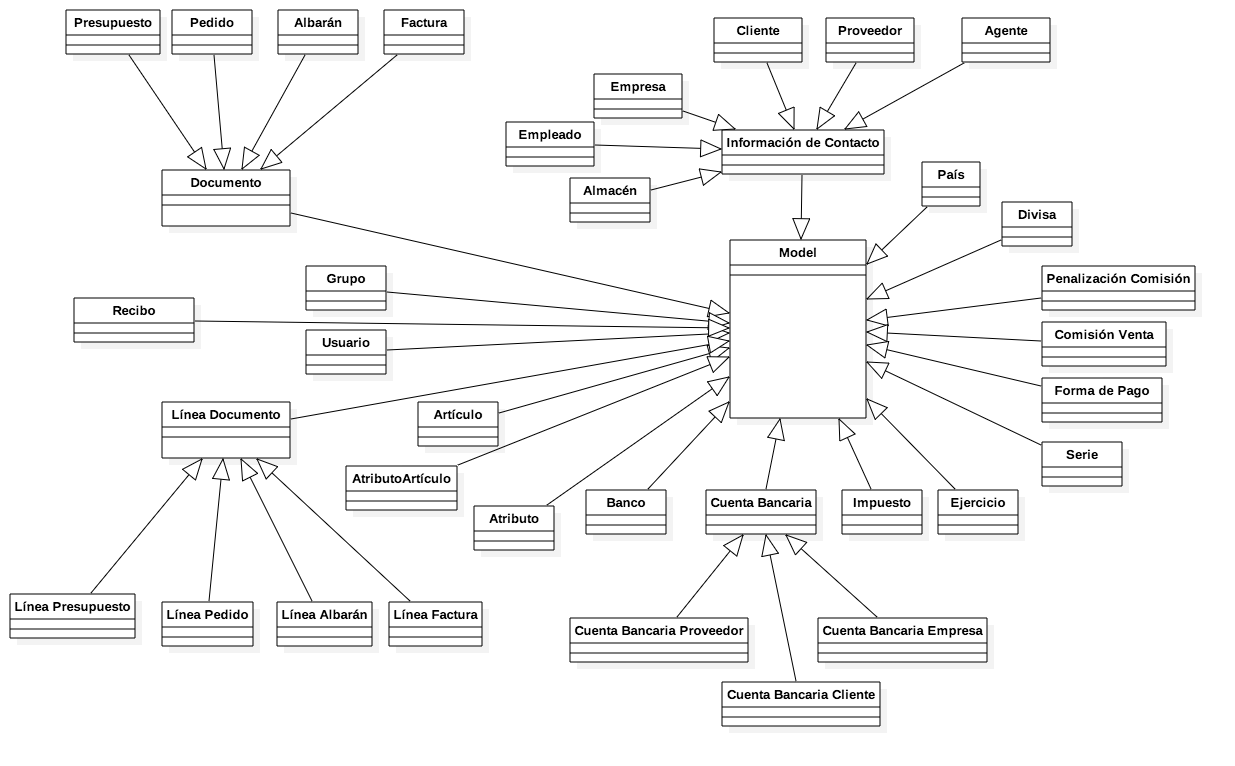 Presupuesto
Pedido
Albarán
Factura
Cliente
Proveedor
Agente
Empresa
Empleado
Información de Contacto
Almacén
País
Documento
Divisa
Model
Grupo
Penalización Comisión
Recibo
Usuario
Comisión Venta
Forma de Pago
Línea Documento
Artículo
Serie
AtributoArtículo
Atributo
Banco
Cuenta Bancaria
Impuesto
Ejercicio
Línea Presupuesto
Línea Pedido
Línea Albarán
Línea Factura
Cuenta Bancaria Proveedor
Cuenta Bancaria Empresa
Cuenta Bancaria Cliente